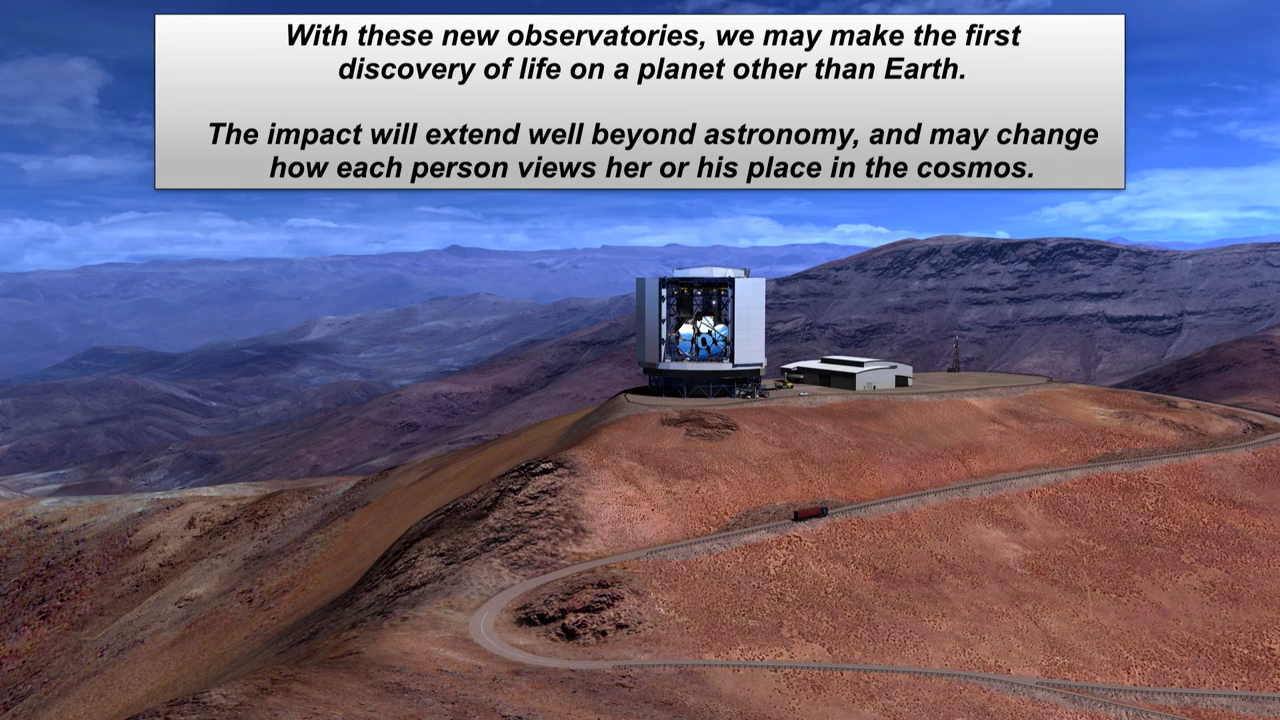 With these new observatories, we may make the first
discovery of life on a planet other than Earth.
The impact will extend well beyond astronomy, and may change
how each person views her or his place in the cosmos.